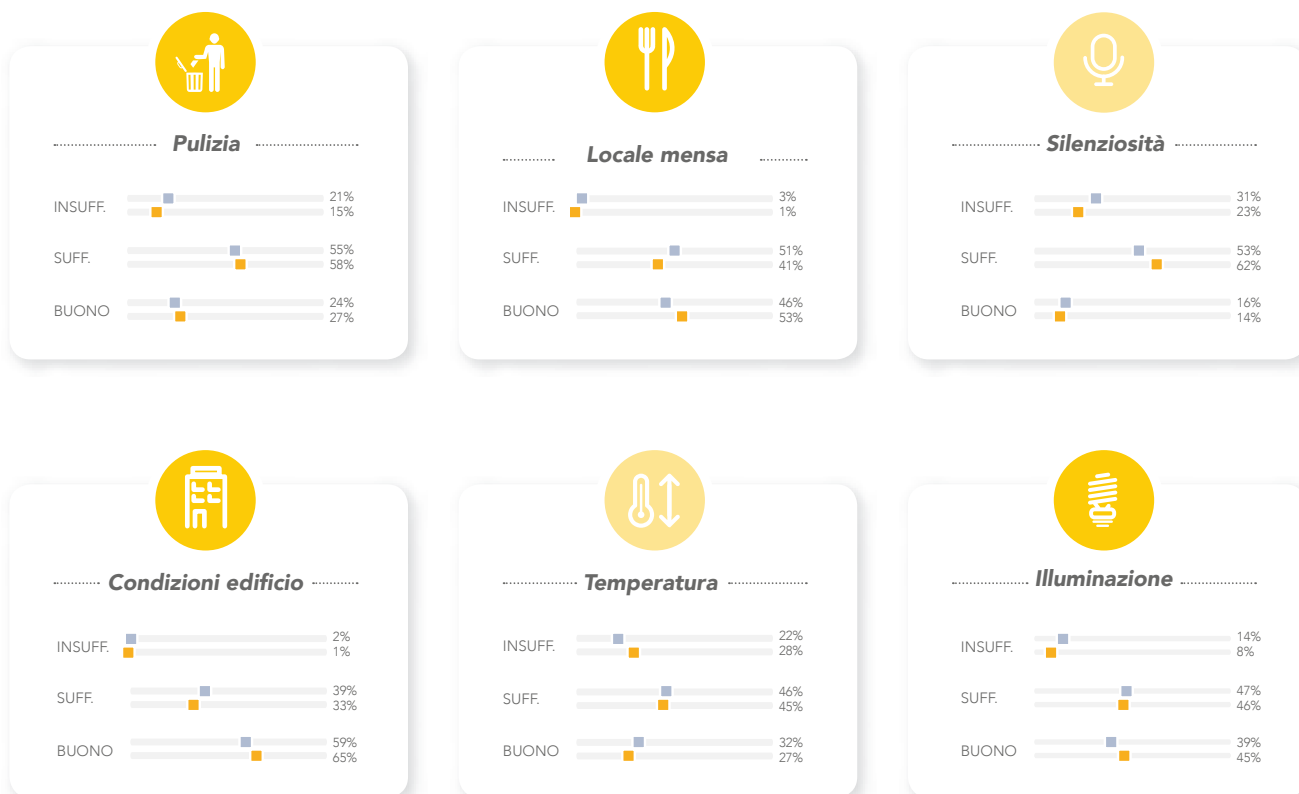 Pulizia
INSUFF.
21%
15%
SUFF.
55%
58%
BUONO
24%
27%
Locale mensa
INSUFF.
3%
1%
SUFF.
51%
41%
BUONO
46%
53%
Silenziosità
INSUFF.
31%
23%
SUFF.
53%
62%
BUONO
16%
14%
Condizioni edificio
INSUFF.
2%
1%
SUFF.
39%
33%
BUONO
59%
65%
Temperatura
INSUFF.
22%
28%
SUFF.
46%
45%
BUONO
32%
27%
Illuminazione
INSUFF.
14%
8%
SUFF.
47%
46%
BUONO
39%
45%